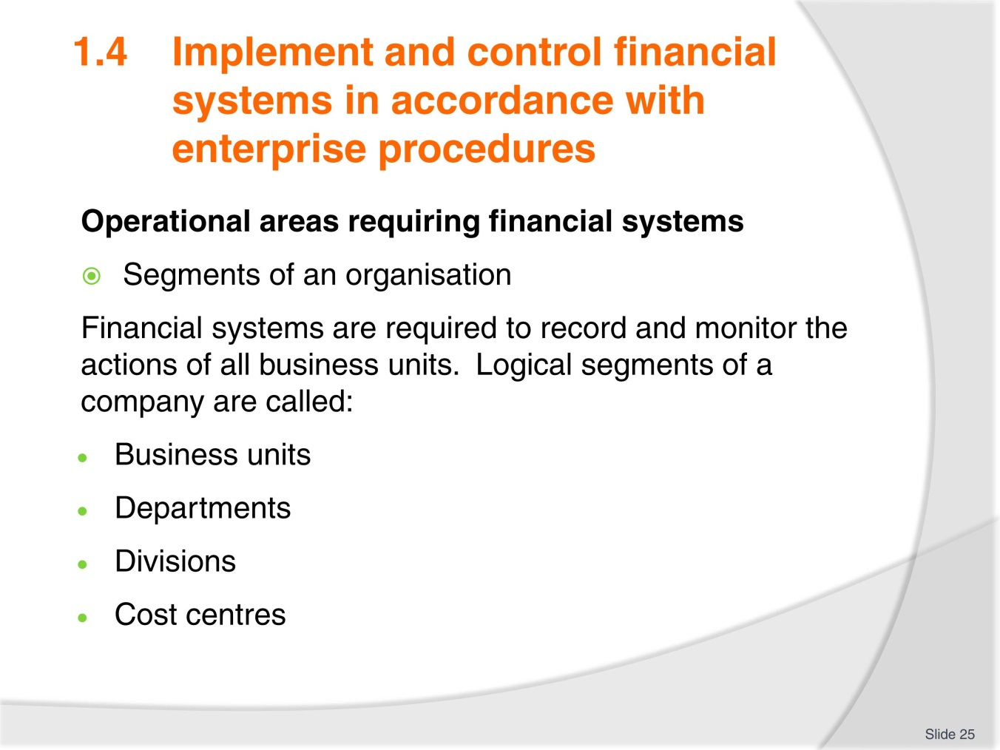 1.4 Implement and control financial
systems in accordance with
enterprise procedures
Operational areas requiring financial systems
Segments of an organisation
Financial systems are required to record and monitor the
actions of all business units.  Logical segments of a
company are called:
Business units
Departments
Divisions
Cost centres
Slide 25